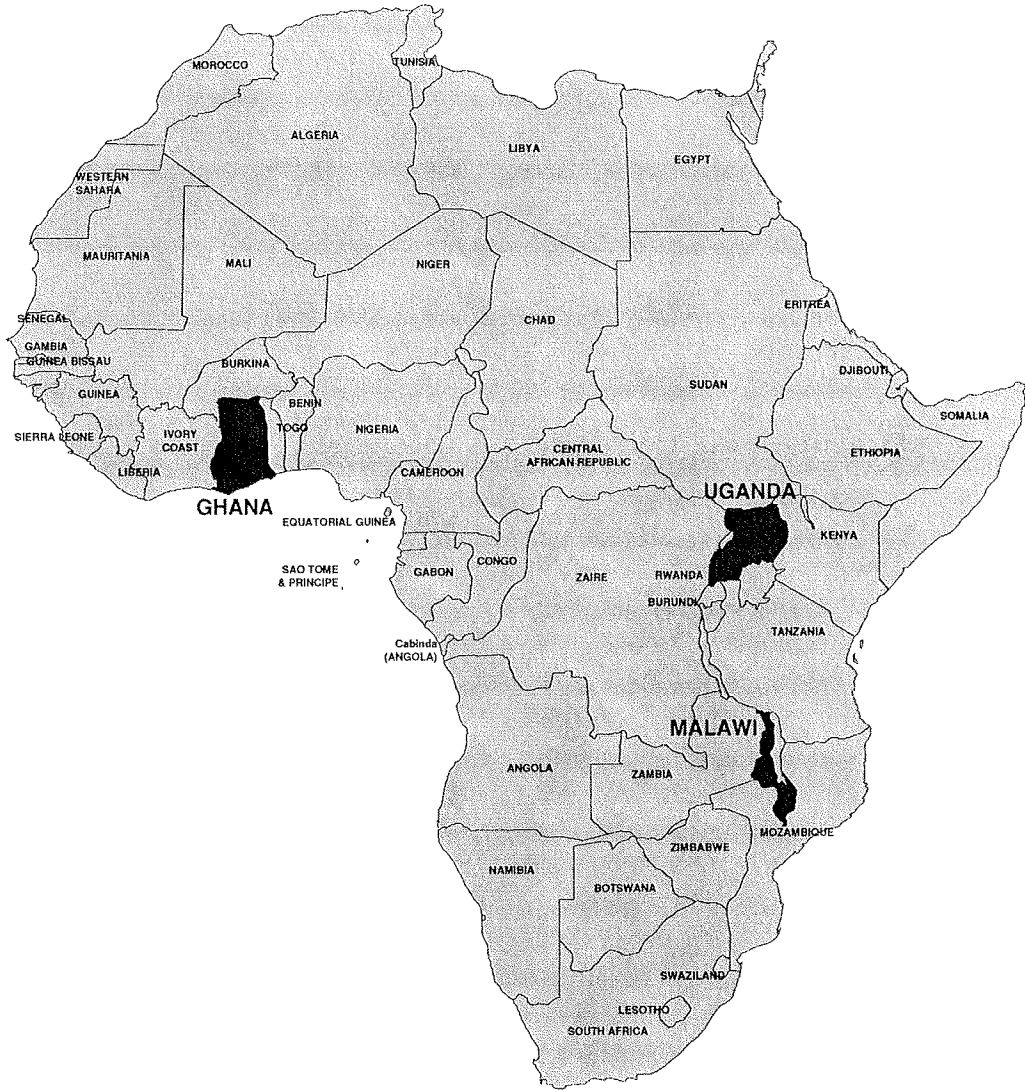 MOROCCO
TUNISIA
ALGERIA
LIBYA
EGYPT
WESTERN
SAHARA
MAURITANIA
MALI
NIGER
CHAD
ERITREA
SENEGAL
GAMBIA
GUINEA BISSAU
BURKINA
SUDAN
DJIBOUTI
GUINEA
BENIN
SOMALIA
SIERRA LEONE
IVORY
COAST
TOGO
NIGERIA
CENTRAL
AFRICAN REPUBLIC
ETHIOPIA
LIBERIA
CAMEROON
GHANA
UGANDA
EQUATORIAL GUINEA
KENYA
SAO TOME
& PRINCIPE
GABON
CONGO
ZAIRE
RWANDA
BURUNDI
TANZANIA
Cabinda
(ANGOLA)
MALAWI
ANGOLA
ZAMBIA
MOZAMBIQUE
ZIMBABWE
NAMIBIA
BOTSWANA
SWAZILAND
LESOTHO
SOUTH AFRICA